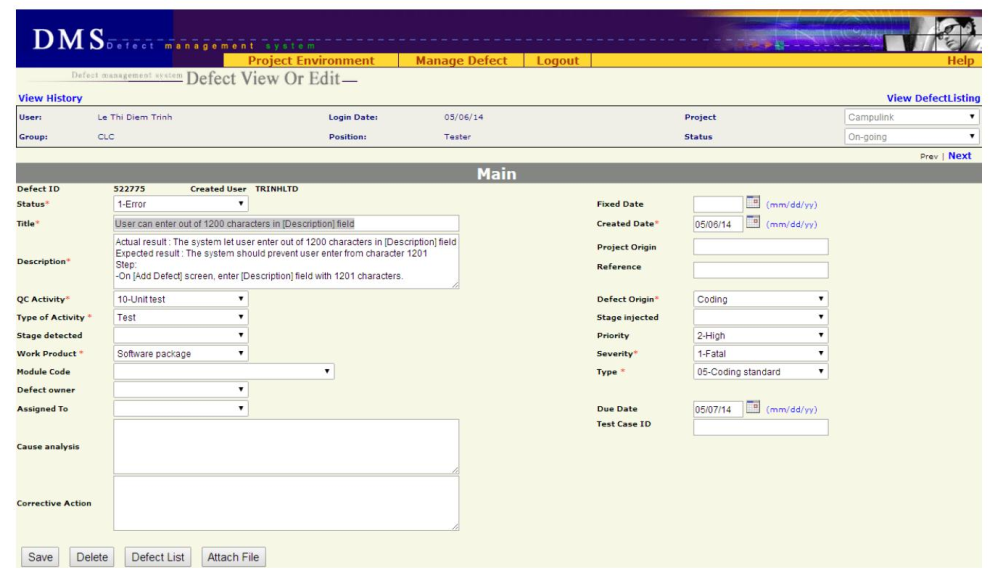 DMS Defect management system
Project Environment Manage Defect Logout Help
Defect management system Defect View Or Edit
View History View DefectListing
User: Le Thi Diem Trinh Login Date: 05/06/14 Project Campulink
Group: CLC Position: Tester Status On-going
Prev | Next
Main
Defect ID 522775 Created User TRINHLTD
Status* 1-Error Fixed Date (mm/dd/yy)
Title* User can enter out of 1200 characters in [Description] field Created Date* 05/06/14 (mm/dd/yy)
Description* Actual result : The system let user enter out of 1200 characters in [Description] field
Expected result : The system should prevent user enter from character 1201
Step:
-On [Add Defect] screen, enter [Description] field with 1201 characters.
Project Origin
Reference
QC Activity* 10-Unit test Defect Origin* Coding
Type of Activity * Test Stage injected
Stage detected Priority 2-High
Work Product * Software package Severity* 1-Fatal
Module Code Type * 05-Coding standard
Defect owner
Assigned To Due Date 05/07/14 (mm/dd/yy)
Test Case ID
Cause analysis
Corrective Action
Save Delete Defect List Attach File